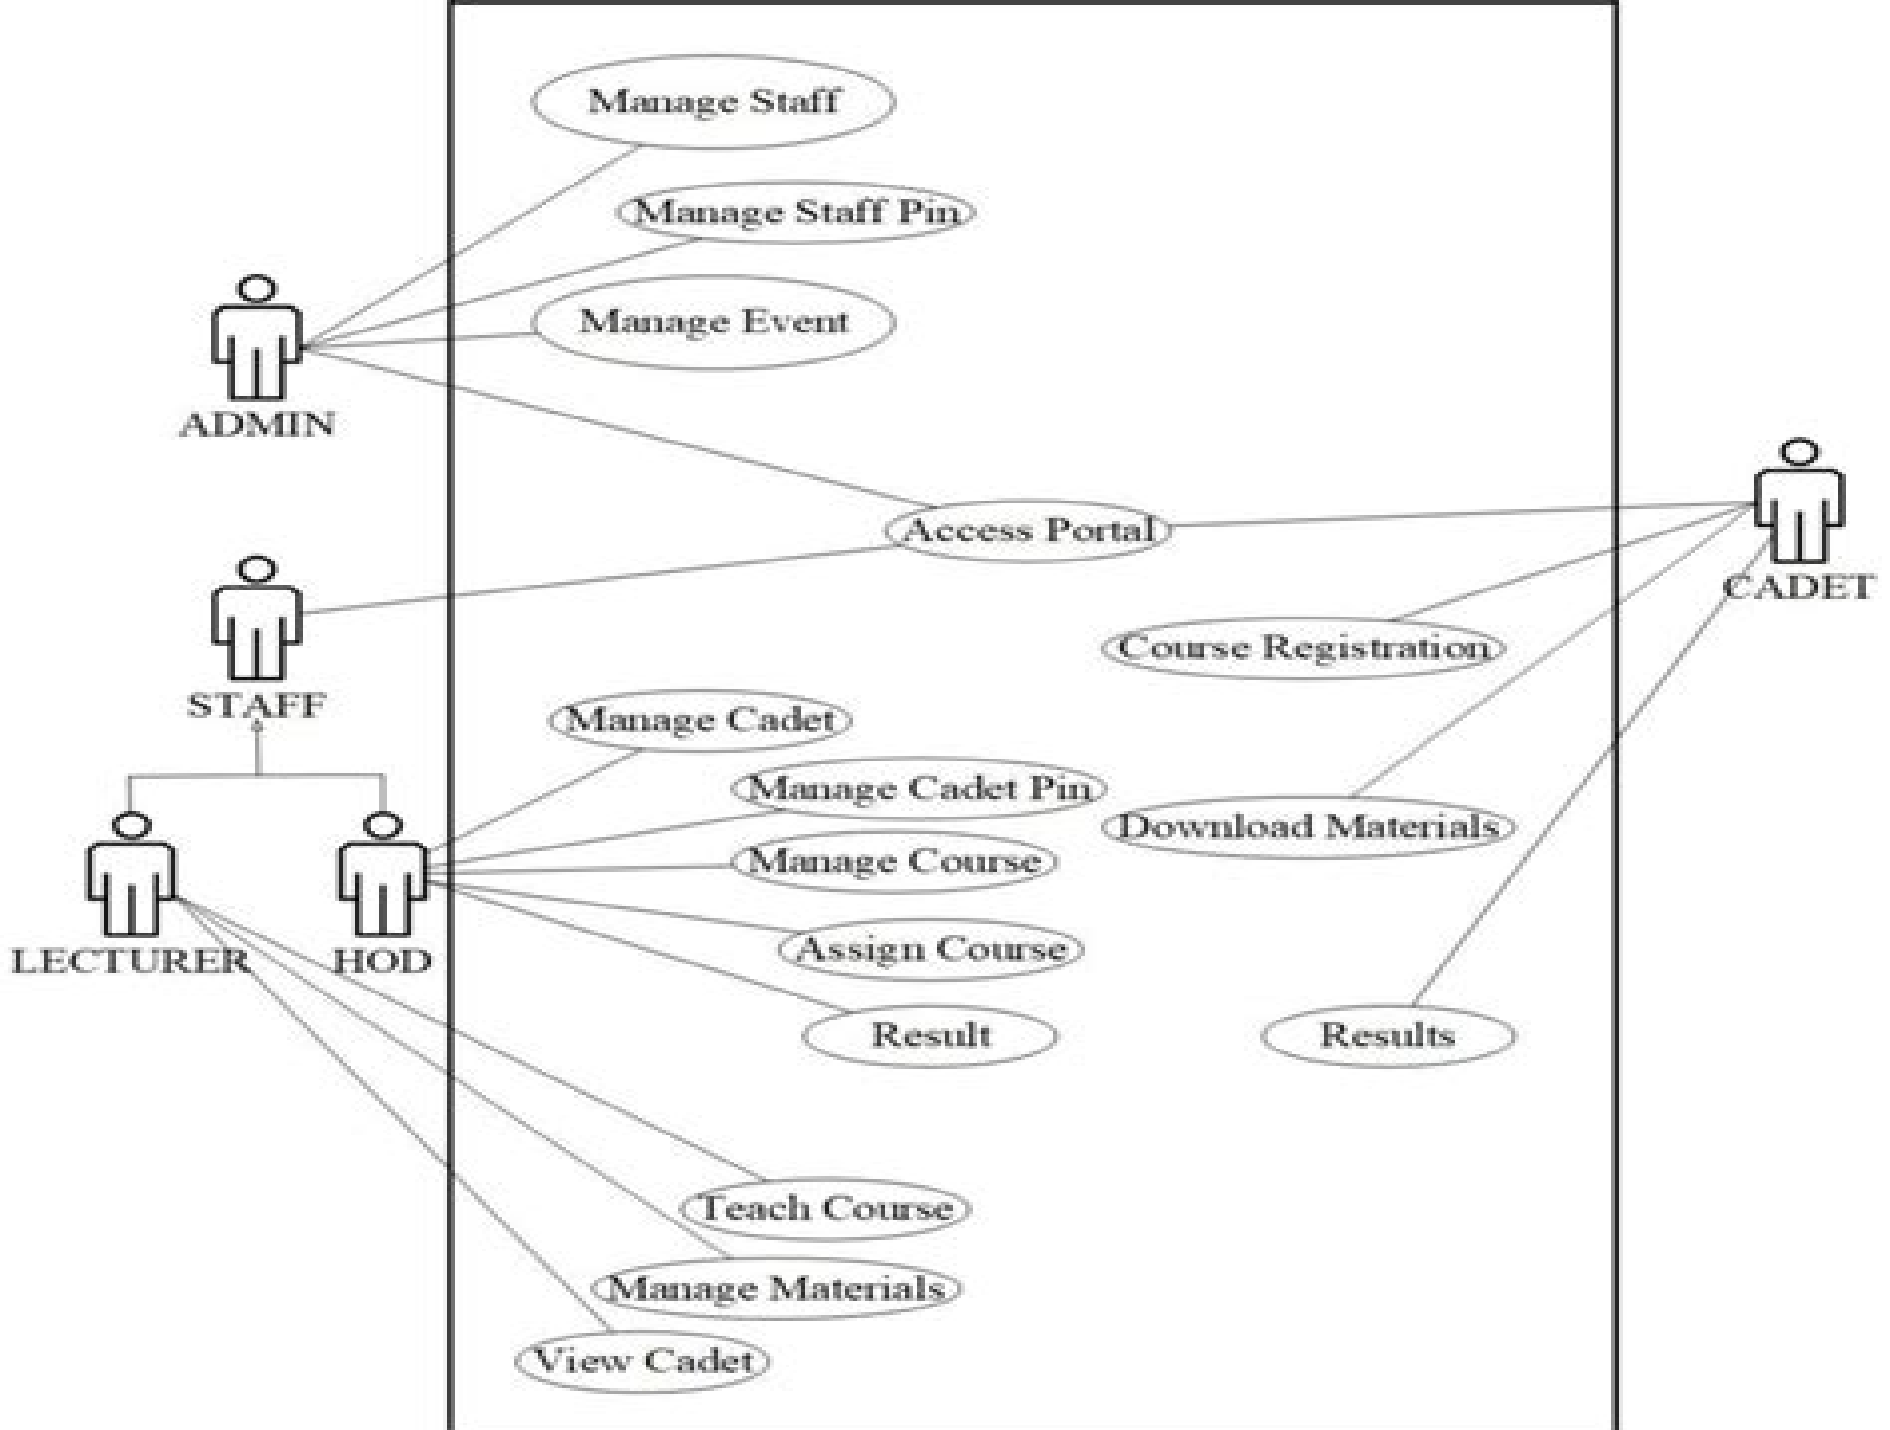 Manage Staff
Manage Staff Pin
Manage Event
ADMIN
Access Portal
CADET
Course Registration
STAFF
Manage Cadet
Manage Cadet Pin
Download Materials
Manage Course
Assign Course
LECTURER
HOD
Result
Results
Teach Course
Manage Materials
View Cadet